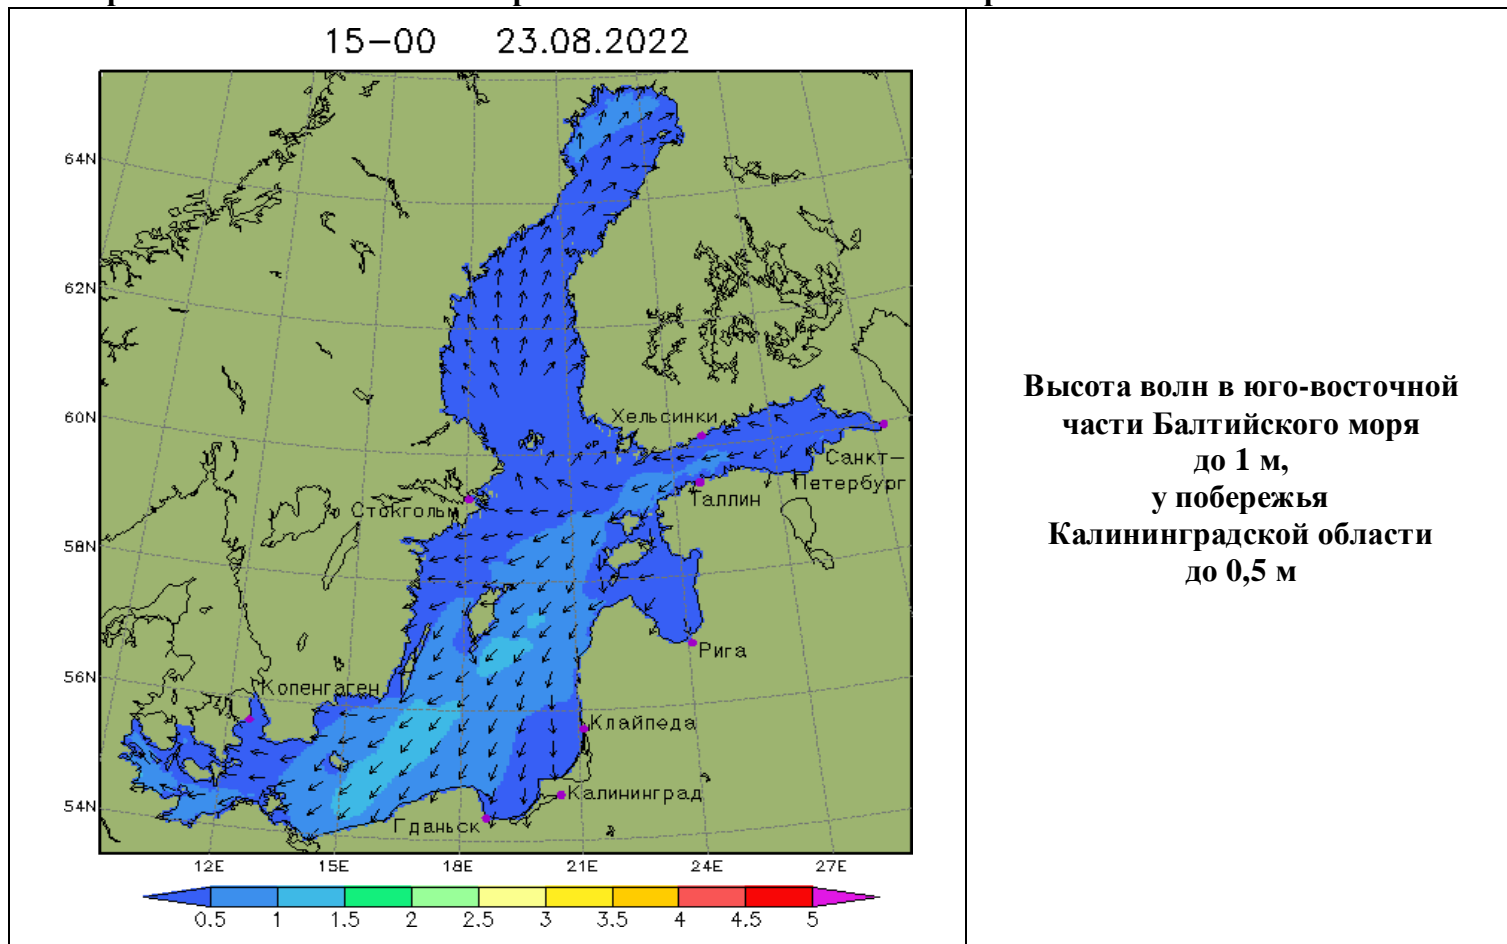 15-00 23.08.2022
64N
62N
60N
58N
56N
54N
Хельсинки
Санкт-
Петербург
Таллин
Стокгольм
Рига
Копенгаген
Клайпеда
Калининград
Гданьск
12E 15E 18E 21E 24E 27E
0.5 1 1.5 2 2.5 3 3.5 4 4.5 5
Высота волн в юго-восточной
части Балтийского моря
до 1 м,
у побережья
Калининградской области
до 0,5 м